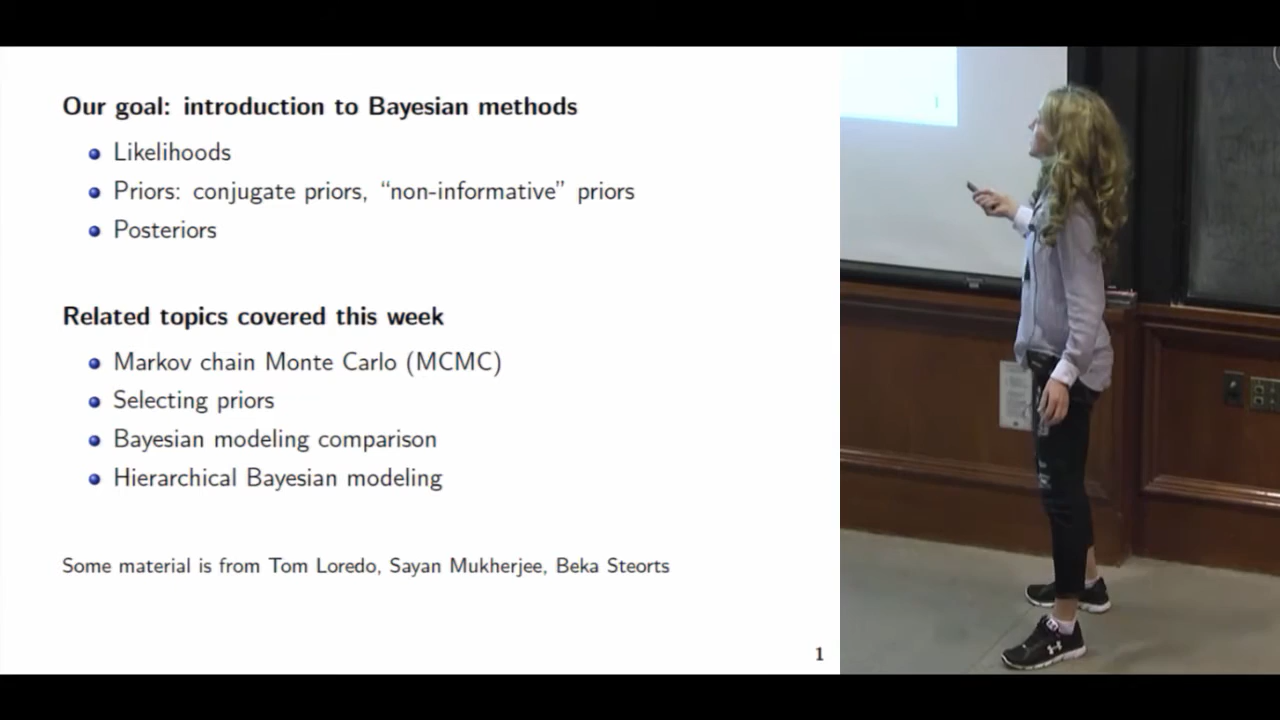 Our goal: introduction to Bayesian methods
Likelihoods
Priors: conjugate priors, “non-informative” priors
Posteriors
Related topics covered this week
Markov chain Monte Carlo (MCMC)
Selecting priors
Bayesian modeling comparison
Hierarchical Bayesian modeling
Some material is from Tom Loredo, Sayan Mukherjee, Beka Steorts
1